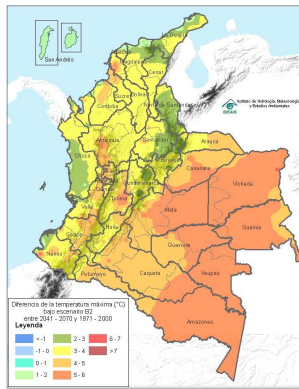 San Andrés
La Guajira
Magdalena
Cesar
Sucre
Bolívar
Córdoba
Norte de Santander
Instituto de Hidrología, Meteorología
y Estudios Ambientales
IDEAM
Antioquia
Santander
Arauca
Chocó
Boyacá
Casanare
Cundinamarca
Vichada
Tolima
Valle
Meta
Guainía
Huila
Cauca
Guaviare
Nariño
Vaupés
Putumayo
Caquetá
Amazonas
Diferencia de la temperatura máxima (°C)
bajo escenario B2
entre 2041 - 2070 y 1971 - 2000
Leyenda
< -1
2 - 3
6 - 7
-1 - 0
3 - 4
>7
0 - 1
4 - 5
1 - 2
5 - 6